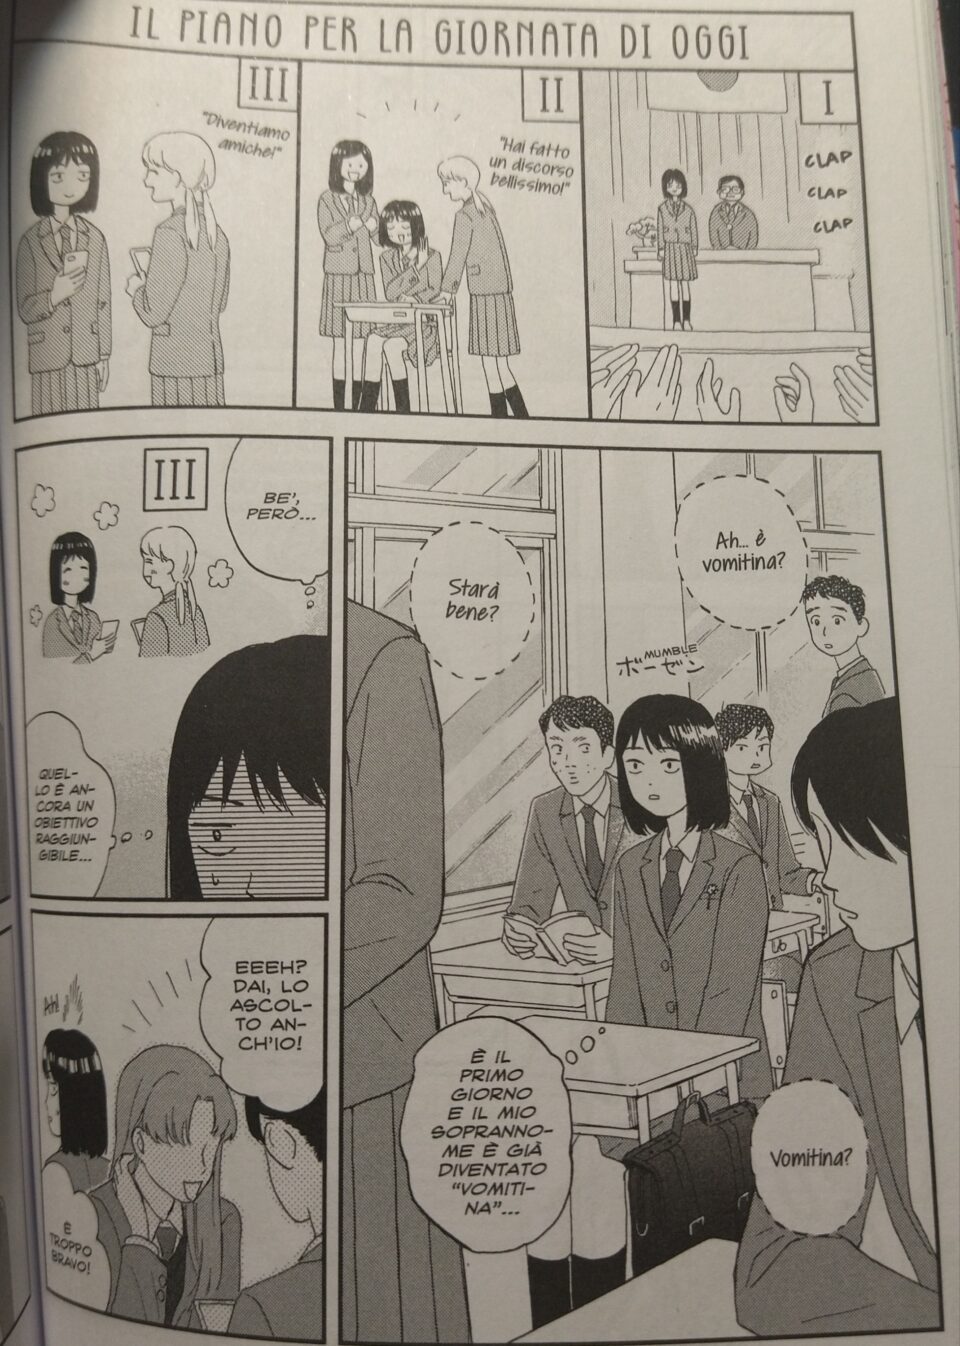 IL PIANO PER LA GIORNATA DI OGGI
I
CLAP
CLAP
CLAP
II
"Hai fatto
un discorso
bellissimo!"
III
"Diventiamo
amiche!"
Ah... è
vomitina?
Starà
bene?
MUMBLE
ボーゼン
È IL
PRIMO
GIORNO
E IL MIO
SOPRANNO-
ME È GIÀ
DIVENTATO
"VOMITI-
NA"...
Vomitina?
III
BE',
PERÒ...
QUEL-
LO È AN-
CORA UN
OBIETTIVO
RAGGIUN-
GIBILE...
EEEH?
DAI, LO
ASCOL-
TO AN-
CH'IO!
Ah!
È
TROPPO
BRAVO!